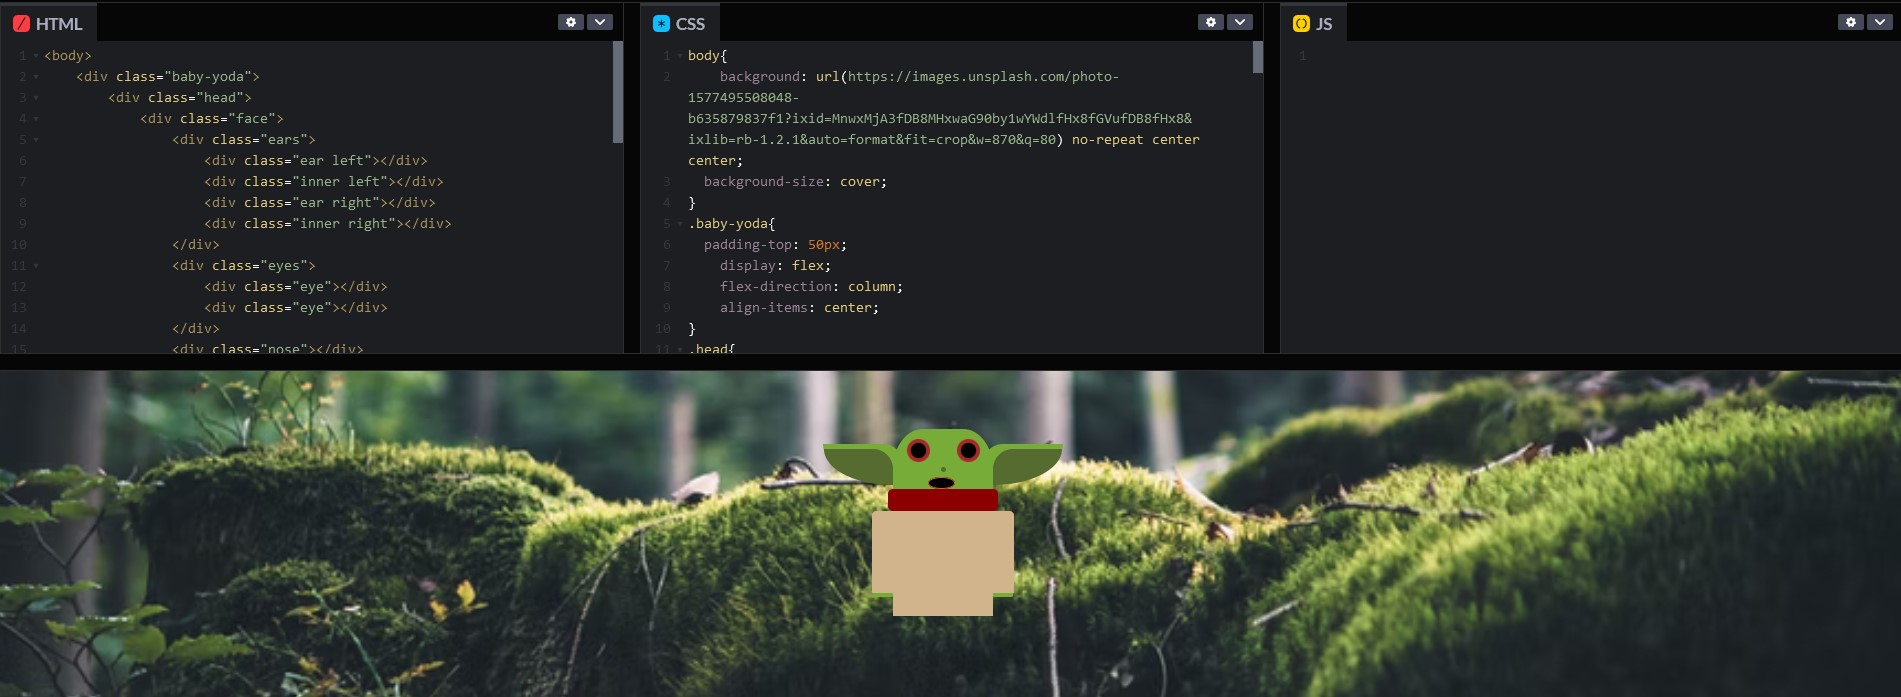 HTML
1 <body>
2 <div class="baby-yoda">
3 <div class="head">
4 <div class="face">
5 <div class="ears">
6 <div class="ear left"></div>
7 <div class="inner left"></div>
8 <div class="ear right"></div>
9 <div class="inner right"></div>
10 </div>
11 <div class="eyes">
12 <div class="eye"></div>
13 <div class="eye"></div>
14 </div>
15 <div class="nose"></div>
CSS
1 body{
2 background: url(https://images.unsplash.com/photo-
1577495508048-
b635879837f1?ixid=MnwxMjA3fDB8MHxwaG90by1wYWdlfHx8fGVufDB8fHx8&
ixlib=rb-1.2.1&auto=format&fit=crop&w=870&q=80) no-repeat center
center;
3 background-size: cover;
4 }
5 .baby-yoda{
6 padding-top: 50px;
7 display: flex;
8 flex-direction: column;
9 align-items: center;
10 }
11 .head{
JS
1